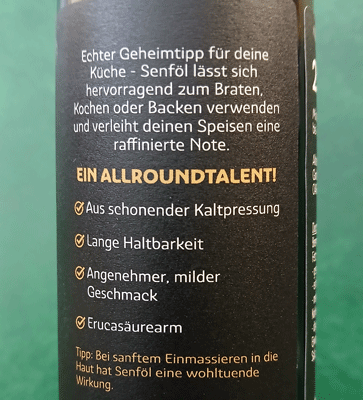 Echter Geheimtipp für deine
Küche - Senföl lässt sich
hervorragend zum Braten,
Kochen oder Backen verwenden
und verleiht deinen Speisen eine
raffinierte Note.
EIN ALLROUNDTALENT!
Aus schonender Kaltpressung
Lange Haltbarkeit
Angenehmer, milder
Geschmack
Erucasäurearm
Tipp: Bei sanftem Einmassieren in die
Haut hat Senföl eine wohltuende
Wirkung.